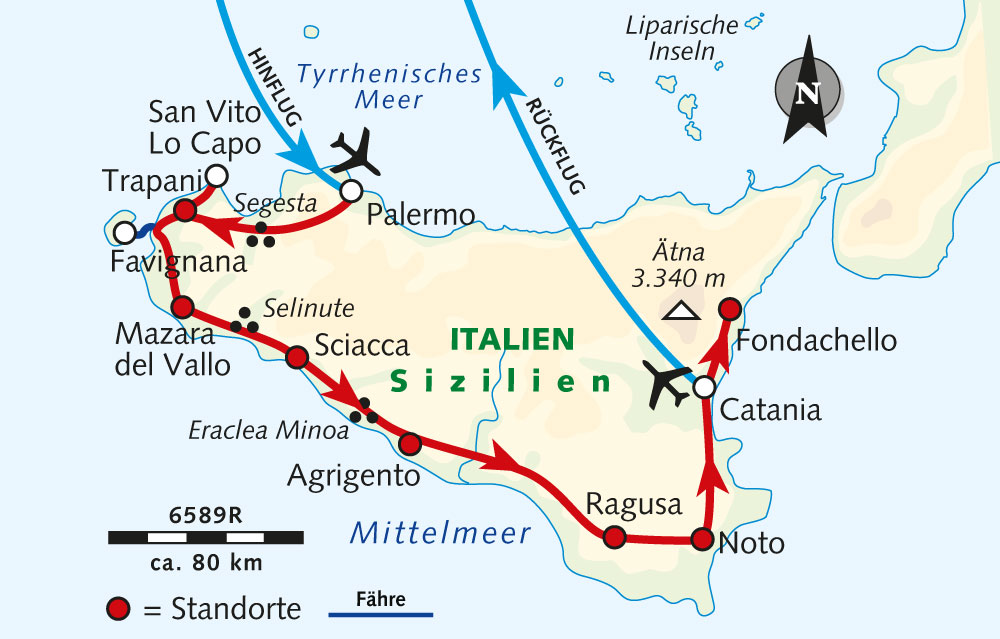 Liparische
Inseln
HINFLUG
Tyrrhenisches
Meer
N
RÜCKFLUG
San Vito
Lo Capo
Trapani
Segesta
Palermo
Favignana
Ätna
3.340 m
Selinute
Mazara
del Vallo
Sciacca
ITALIEN
Sizilien
Fondachello
Catania
Eraclea Minoa
Agrigento
Ragusa
Noto
Mittelmeer
6589R
ca. 80 km
= Standorte
Fähre